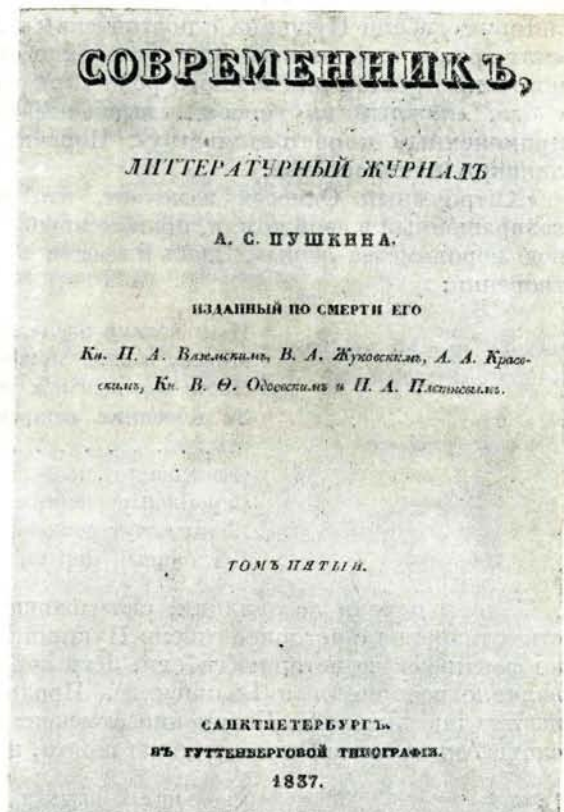 СОВРЕМЕННИКЪ,
ЛИТТЕРАТУРНЫЙ ЖУРНАЛЪ
А. С. ПУШКИНА.
ИЗДАННЫЙ ПО СМЕРТИ ЕГО
Кн. П. А. Вяземскимъ, В. А. Жуковскимъ, А. А. Краев-
скимъ, Кн. В. Ѳ. Одоевскимъ и П. А. Плетневымъ.
ТОМЪ ПЯТЫЙ.
САНКТПЕТЕРБУРГЪ.
ВЪ ГУТТЕНБЕРГОВОЙ ТИПОГРАФІИ.
1837.